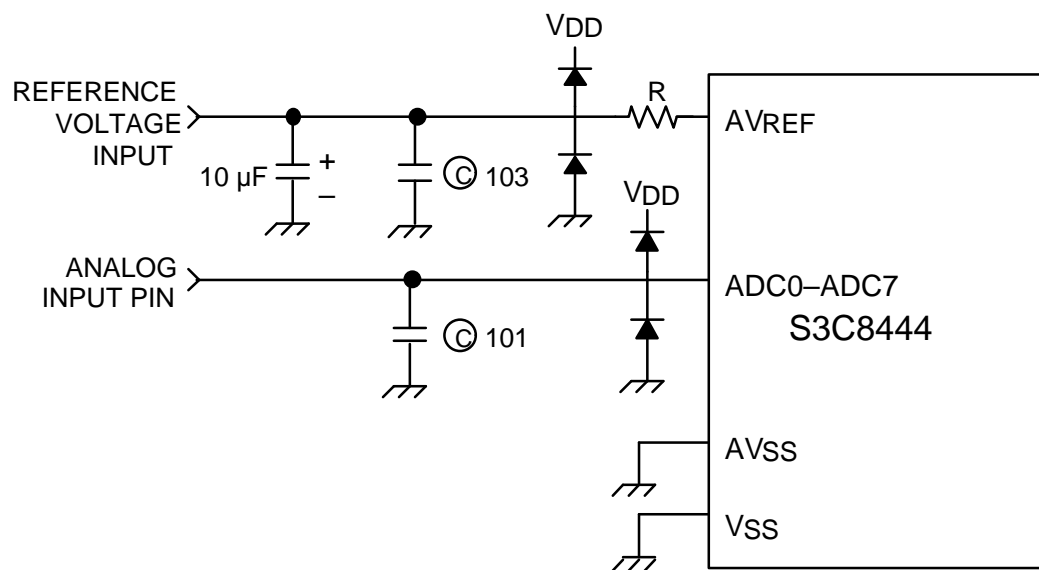 VDD
REFERENCE
VOLTAGE
INPUT
R
AVREF
10 µF
+
–
C 103
VDD
ANALOG
INPUT PIN
ADC0–ADC7
S3C8444
C 101
AVSS
VSS